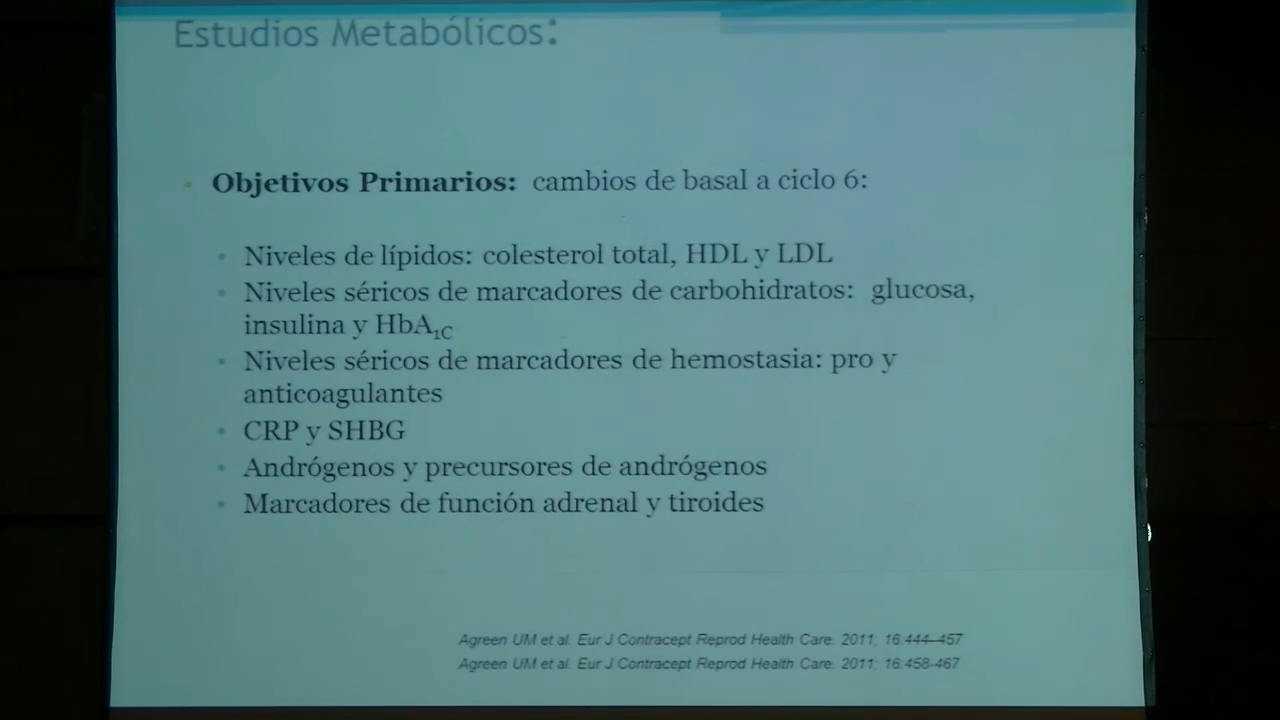 Estudios Metabólicos:
Objetivos Primarios: cambios de basal a ciclo 6:
Niveles de lípidos: colesterol total, HDL y LDL
Niveles séricos de marcadores de carbohidratos: glucosa,
insulina y HbA1C
Niveles séricos de marcadores de hemostasia: pro y
anticoagulantes
CRP y SHBG
Andrógenos y precursores de andrógenos
Marcadores de función adrenal y tiroides
Agreen UM et al. Eur J Contracept Reprod Health Care. 2011; 16:444–457
Agreen UM et al. Eur J Contracept Reprod Health Care. 2011; 16:458-467